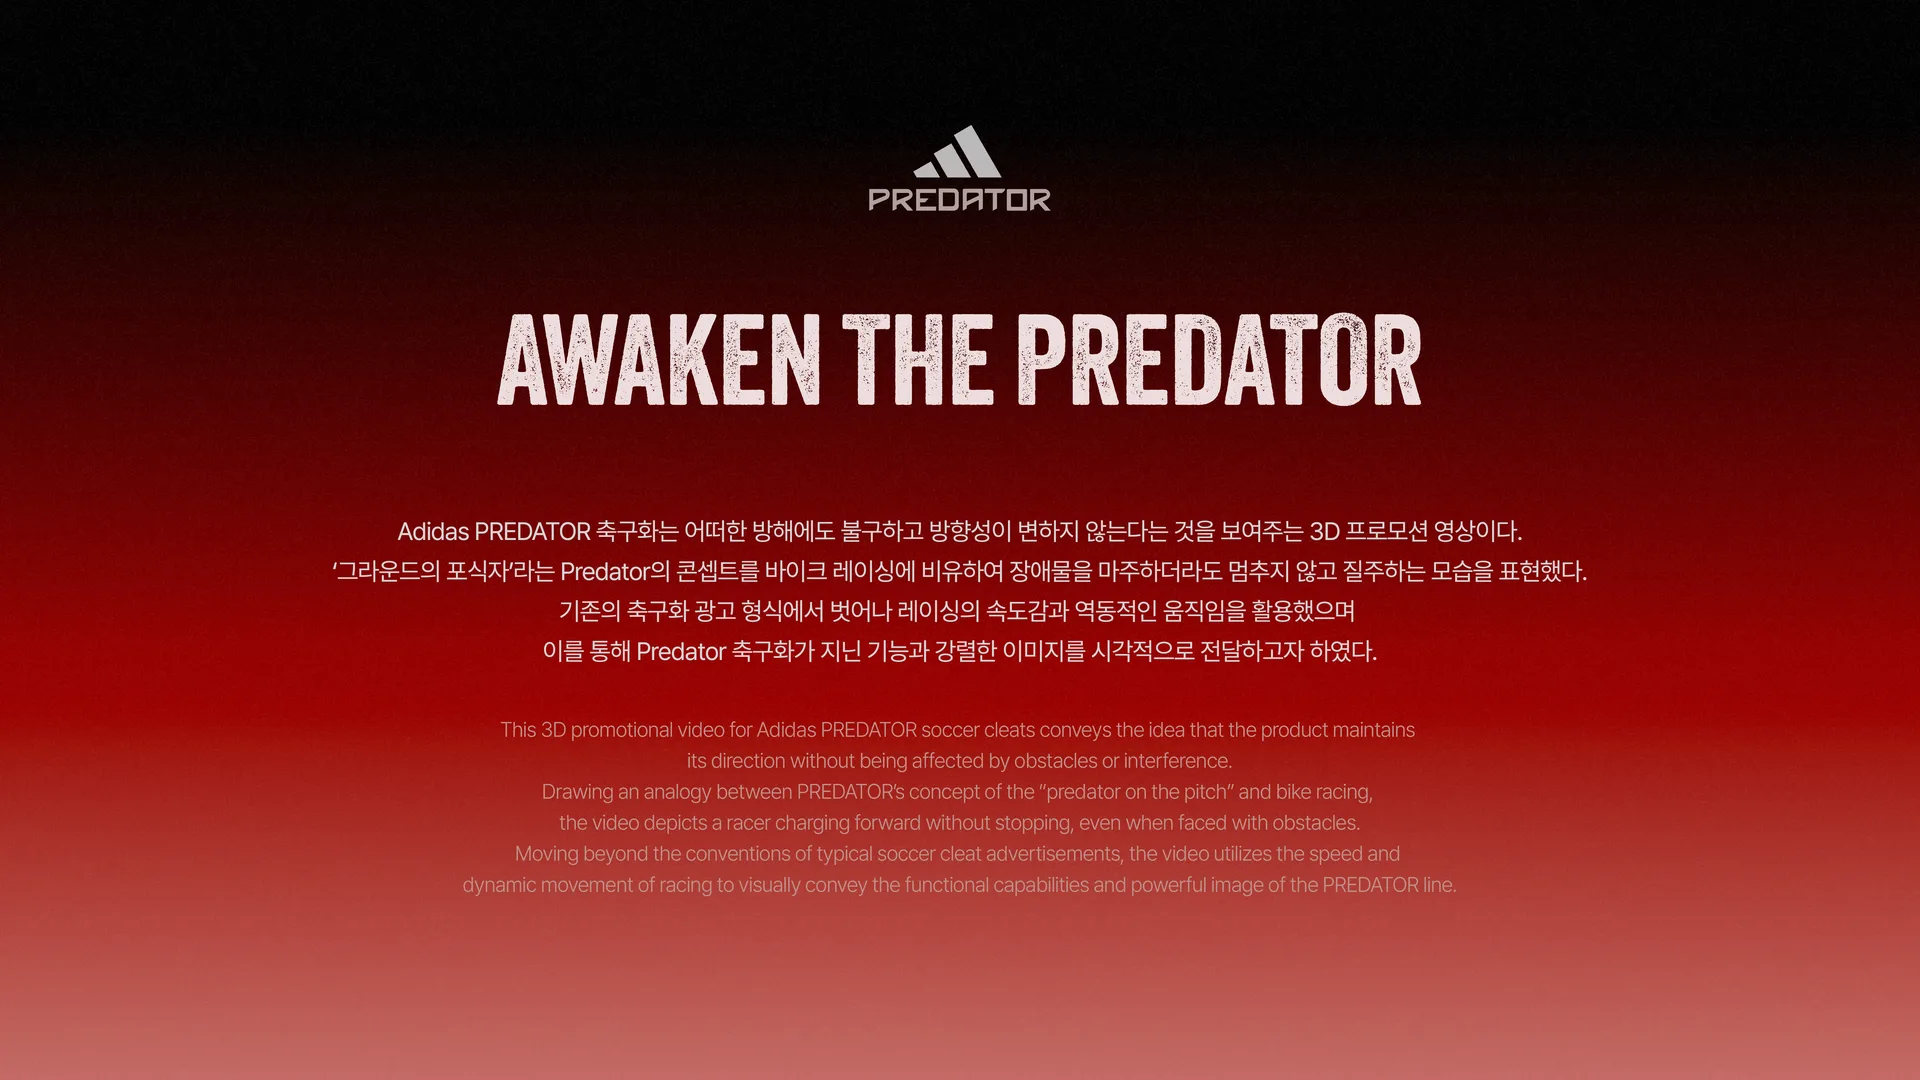 PREDATOR
AWAKEN THE PREDATOR
Adidas PREDATOR 축구화는 어떠한 방해에도 불구하고 방향성이 변하지 않는다는 것을 보여주는 3D 프로모션 영상이다.
‘그라운드의 포식자’라는 Predator의 콘셉트를 바이크 레이싱에 비유하여 장애물을 마주하더라도 멈추지 않고 질주하는 모습을 표현했다.
기존의 축구화 광고 형식에서 벗어나 레이싱의 속도감과 역동적인 움직임을 활용했으며
이를 통해 Predator 축구화가 지닌 기능과 강렬한 이미지를 시각적으로 전달하고자 하였다.
This 3D promotional video for Adidas PREDATOR soccer cleats conveys the idea that the product maintains
its direction without being affected by obstacles or interference.
Drawing an analogy between PREDATOR’s concept of the “predator on the pitch” and bike racing,
the video depicts a racer charging forward without stopping, even when faced with obstacles.
Moving beyond the conventions of typical soccer cleat advertisements, the video utilizes the speed and
dynamic movement of racing to visually convey the functional capabilities and powerful image of the PREDATOR line.